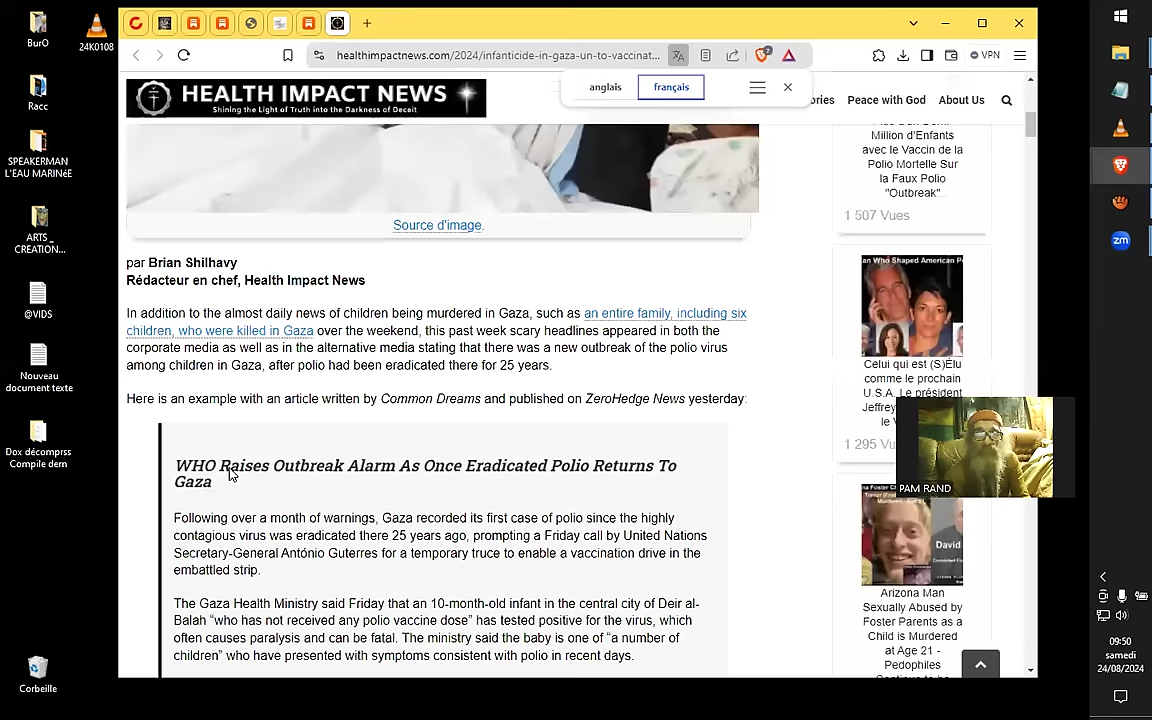 BurO
24K0108
Racc
SPEAKERMAN
L'EAU MARINéE
ARTS _
CREATION...
@VIDS
Nouveau
document texte
Dox décomprss
Compile dern
Corbeille
healthimpactnews.com/2024/infanticide-in-gaza-un-to-vaccinat...
VPN
anglais
français
HEALTH IMPACT NEWS
Shining the Light of Truth into the Darkness of Deceit
ories
Peace with God
About Us
Source d'image.
par Brian Shilhavy
Rédacteur en chef, Health Impact News
In addition to the almost daily news of children being murdered in Gaza, such as an entire family, including six
children, who were killed in Gaza over the weekend, this past week scary headlines appeared in both the
corporate media as well as in the alternative media stating that there was a new outbreak of the polio virus
among children in Gaza, after polio had been eradicated there for 25 years.
Here is an example with an article written by Common Dreams and published on ZeroHedge News yesterday:
WHO Raises Outbreak Alarm As Once Eradicated Polio Returns To
Gaza
Following over a month of warnings, Gaza recorded its first case of polio since the highly
contagious virus was eradicated there 25 years ago, prompting a Friday call by United Nations
Secretary-General António Guterres for a temporary truce to enable a vaccination drive in the
embattled strip.
The Gaza Health Ministry said Friday that an 10-month-old infant in the central city of Deir al-
Balah “who has not received any polio vaccine dose” has tested positive for the virus, which
often causes paralysis and can be fatal. The ministry said the baby is one of “a number of
children” who have presented with symptoms consistent with polio in recent days.
Million d'Enfants
avec le Vaccin de la
Polio Mortelle Sur
la Faux Polio
"Outbreak"
1 507 Vues
an Who Shaped American P
Celui qui est (S)Élu
comme le prochain
U.S.A. Le président
Jeffrey
le V
1 295 Vu
PAM RAND
David
Arizona Man
Sexually Abused by
Foster Parents as a
Child is Murdered
at Age 21 -
Pedophiles
zm
09:50
samedi
24/08/2024